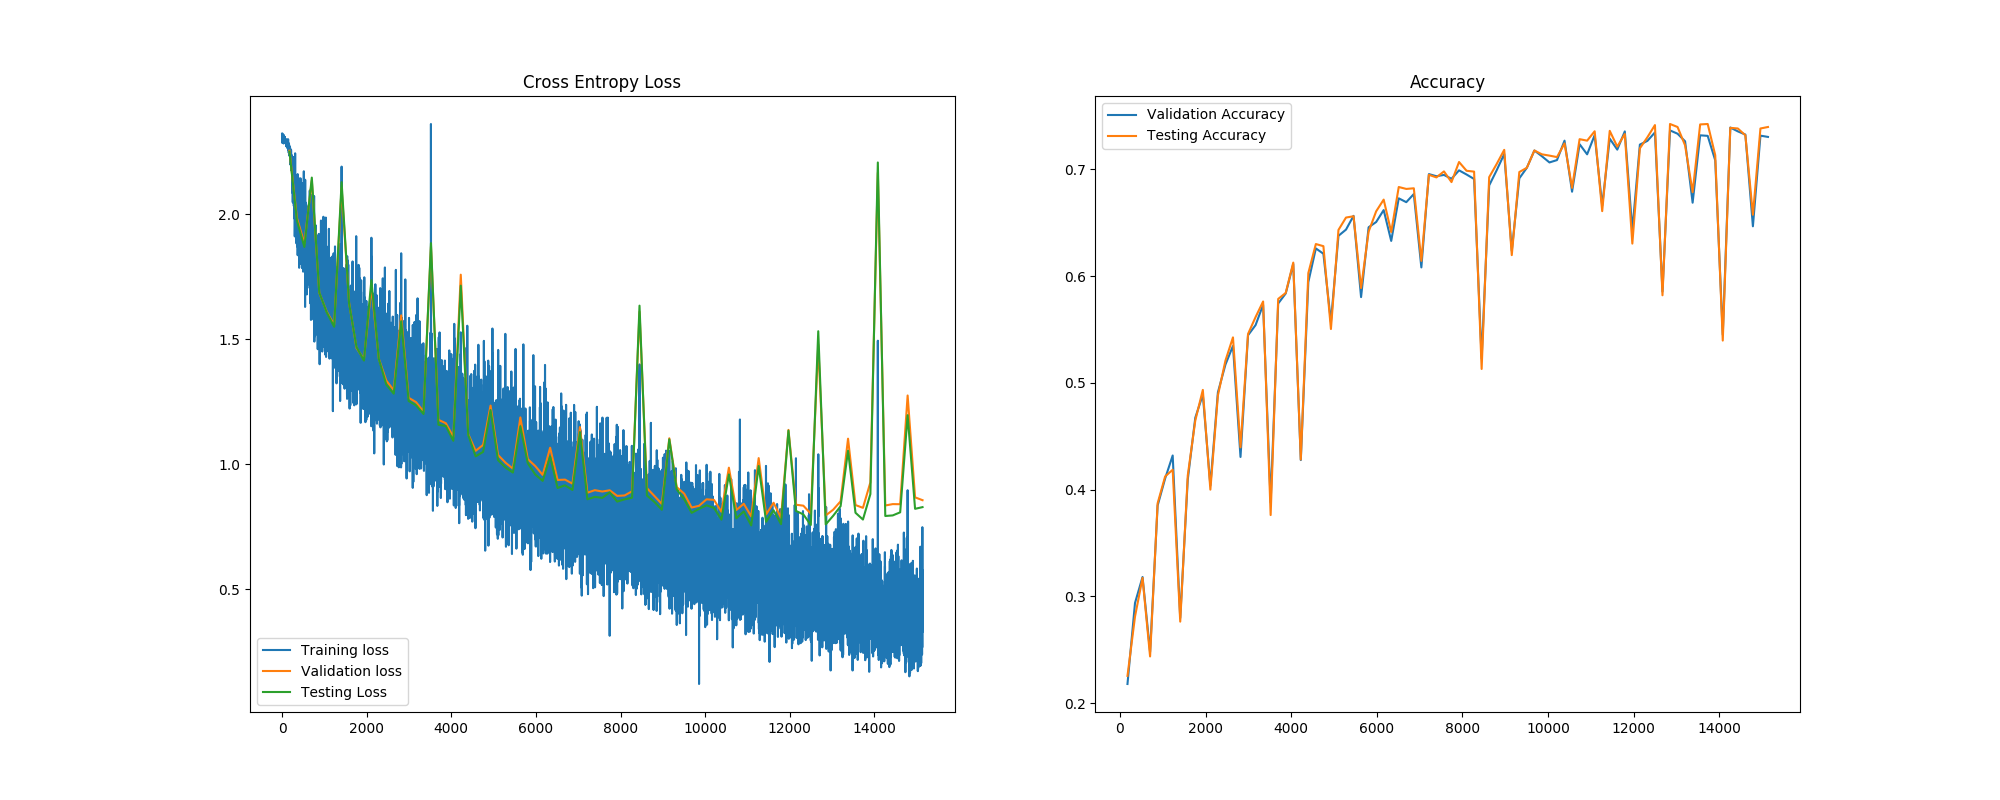 Cross Entropy Loss
2.0
1.5
1.0
0.5
Training loss
Validation loss
Testing Loss
0 2000 4000 6000 8000 10000 12000 14000
Accuracy
Validation Accuracy
Testing Accuracy
0.7
0.6
0.5
0.4
0.3
0.2
0 2000 4000 6000 8000 10000 12000 14000